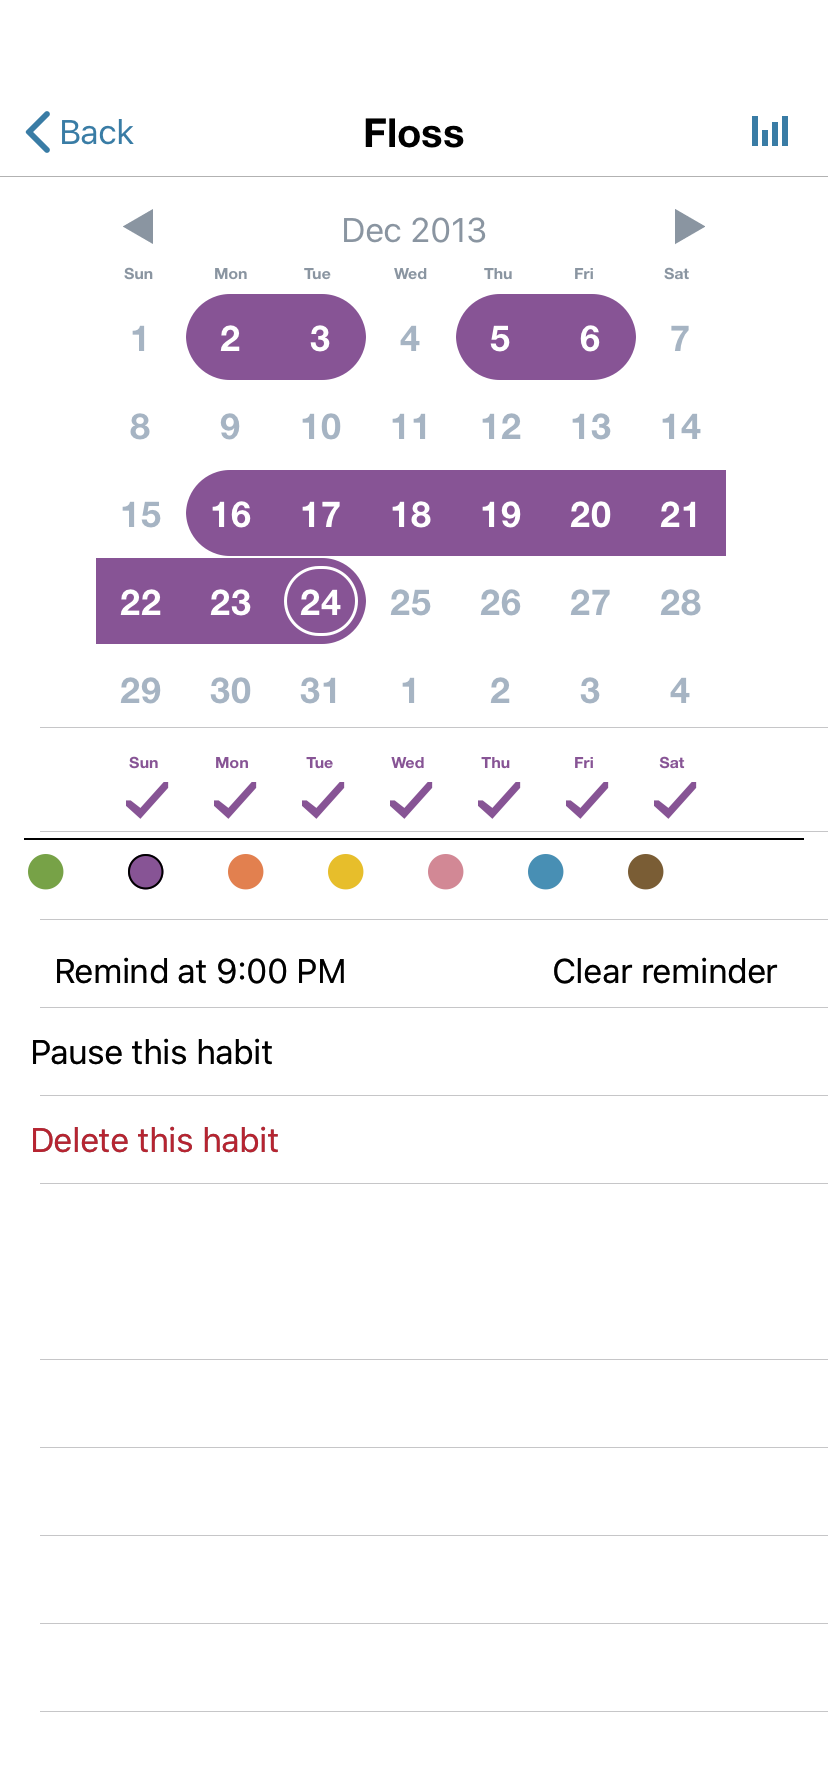 Back Floss
Dec 2013
Sun Mon Tue Wed Thu Fri Sat
1 2 3 4 5 6 7
8 9 10 11 12 13 14
15 16 17 18 19 20 21
22 23 24 25 26 27 28
29 30 31 1 2 3 4
Sun Mon Tue Wed Thu Fri Sat
Remind at 9:00 PM Clear reminder
Pause this habit
Delete this habit